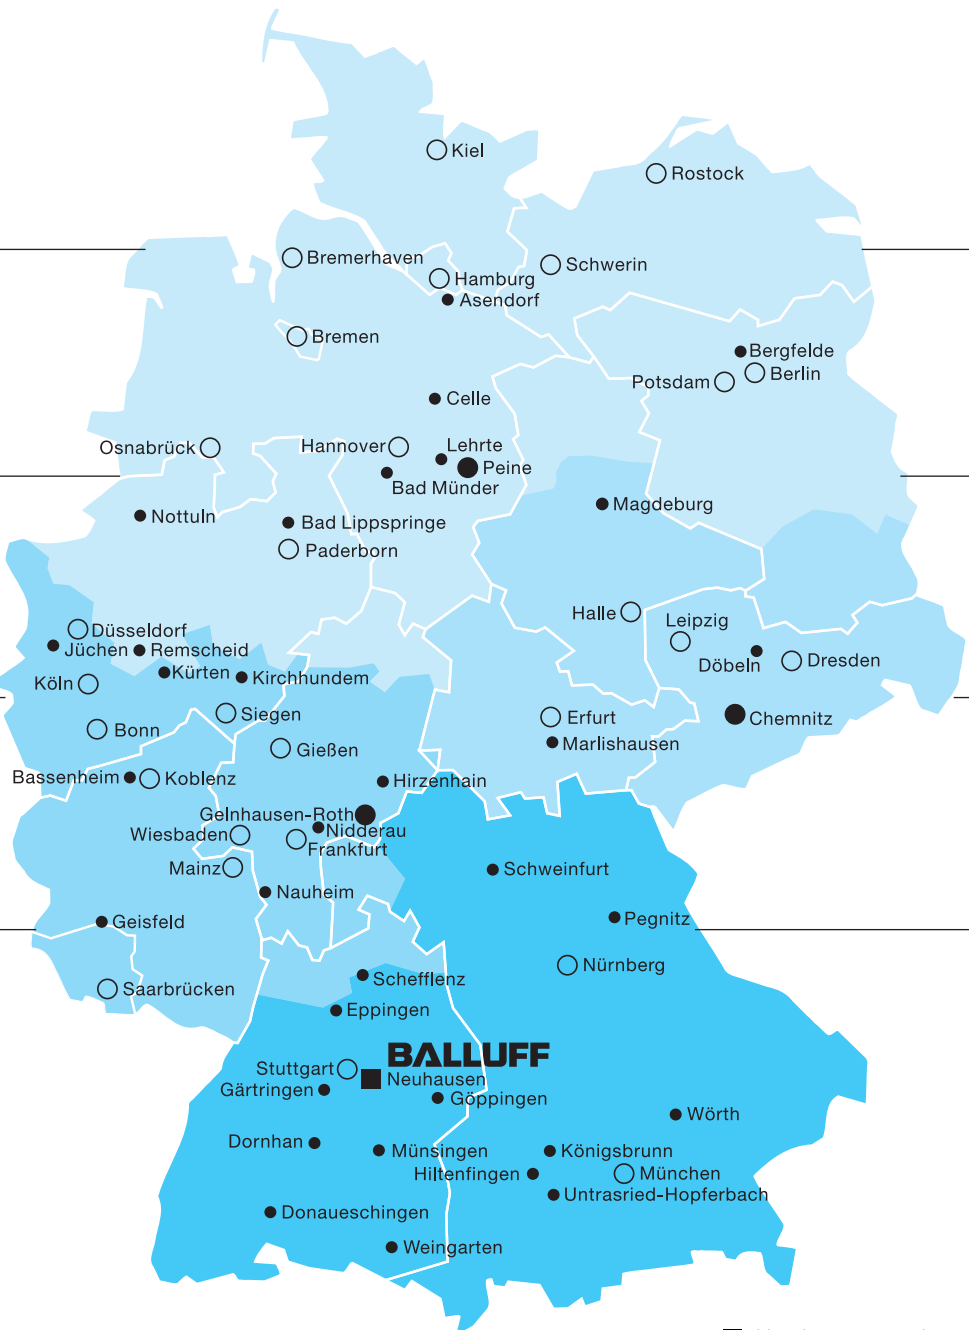 Kiel
Rostock
Bremerhaven
Schwerin
Hamburg
Asendorf
Bremen
Bergfelde
Berlin
Potsdam
Celle
Osnabrück
Hannover
Lehrte
Peine
Bad Münder
Magdeburg
Nottuln
Bad Lippspringe
Paderborn
Halle
Leipzig
Düsseldorf
Jüchen
Remscheid
Döbeln
Dresden
Kürten
Kirchhundem
Köln
Siegen
Erfurt
Chemnitz
Bonn
Marlishausen
Gießen
Bassenheim
Koblenz
Hirzenhain
Gelnhausen-Roth
Nidderau
Wiesbaden
Frankfurt
Mainz
Schweinfurt
Nauheim
Geisfeld
Pegnitz
Nürnberg
Schefflenz
Saarbrücken
Eppingen
BALLUFF
Stuttgart
Neuhausen
Gärtringen
Göppingen
Wörth
Dornhan
Münsingen
Königsbrunn
Hiltenfingen
München
Untrasried-Hopferbach
Donaueschingen
Weingarten